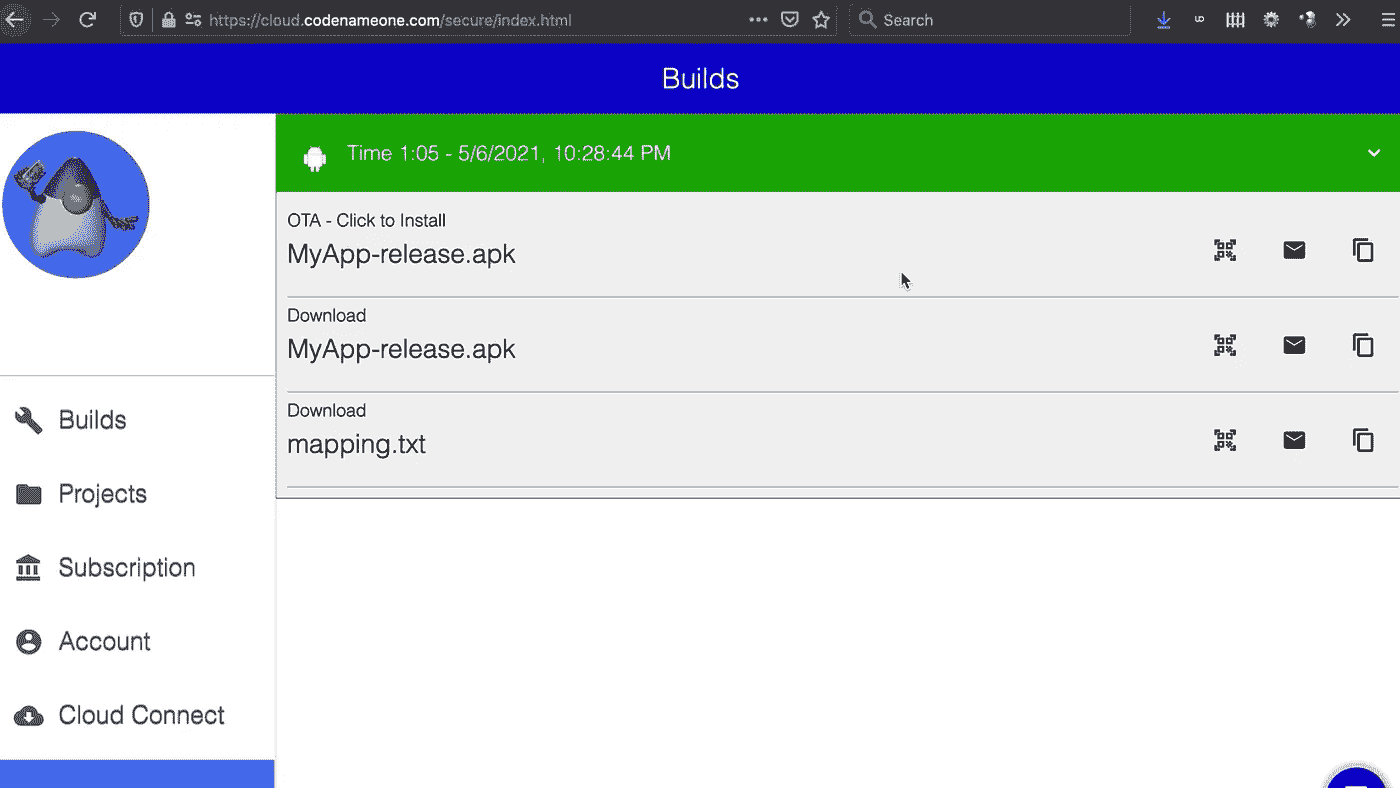 https://cloud.codenameone.com/secure/index.html
Search
Builds
Time 1:05 - 5/6/2021, 10:28:44 PM
OTA - Click to Install
MyApp-release.apk
Download
MyApp-release.apk
Download
mapping.txt
Builds
Projects
Subscription
Account
Cloud Connect